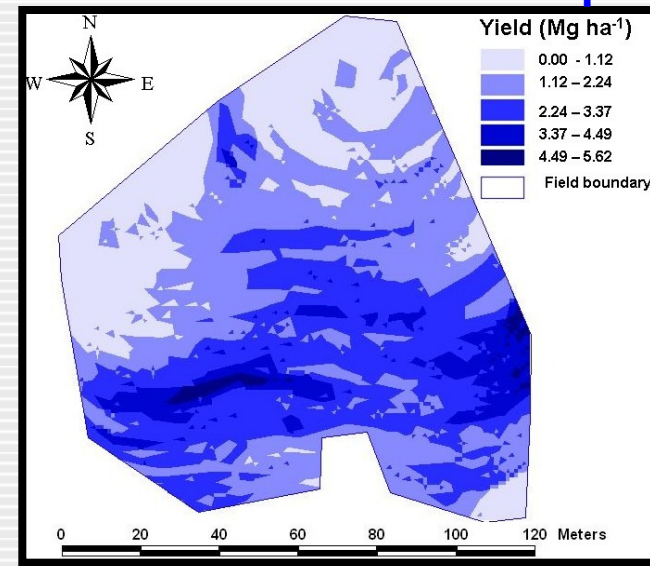 Yield (Mg ha-1)
N
W E
S
0.00 - 1.12
1.12 – 2.24
2.24 – 3.37
3.37 – 4.49
4.49 – 5.62
Field boundary
0 20 40 60 80 100 120 Meters